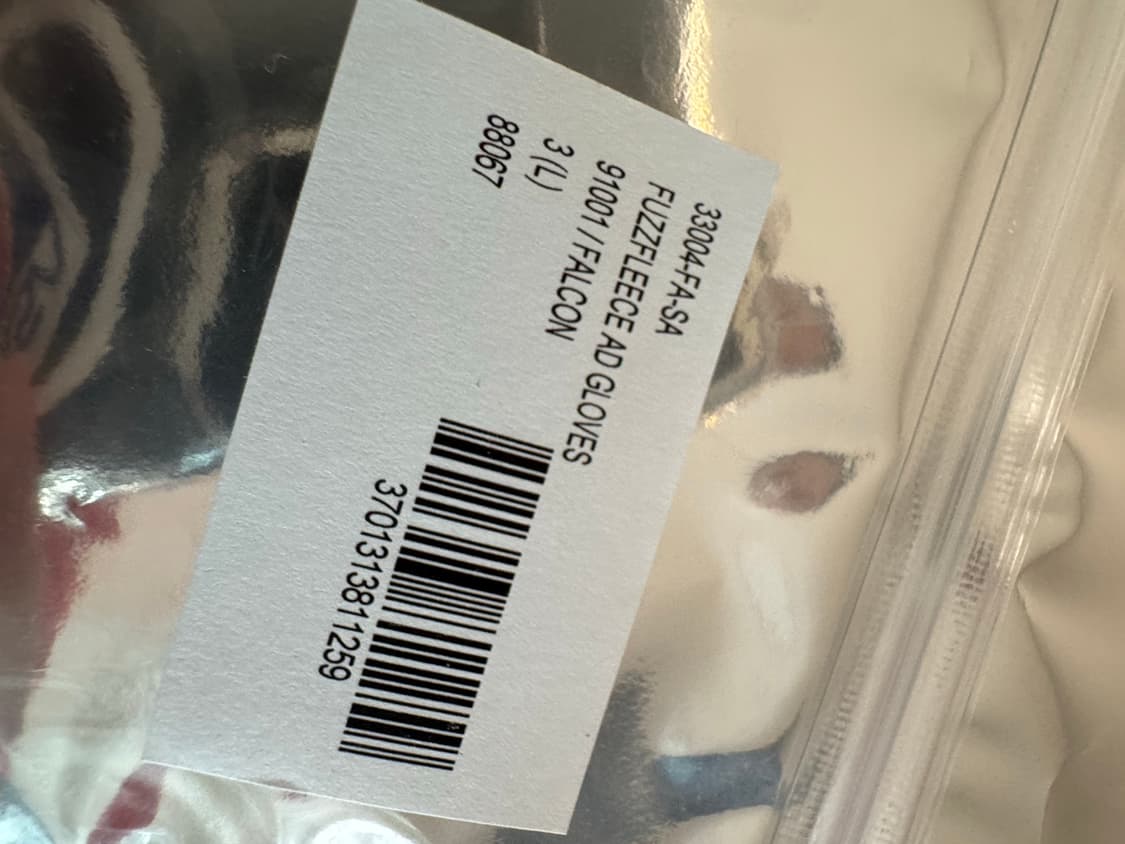 33004-FA-SA
FUZZFLEECE AD GLOVES
91001 / FALCON
3 (L)
88067
3701313811259